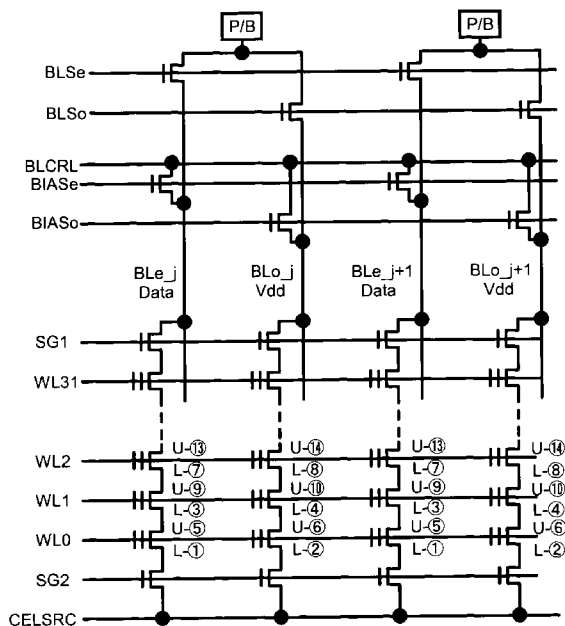 P/B P/B
BLSe
BLSo
BLCRL
BIASe
BIASo
BLe_j BLo_j BLe_j+1 BLo_j+1
Data Vdd Data Vdd
SG1
WL31
U-⑬ U-⑭ U-⑬ U-⑭
WL2
L-⑦ L-⑧ L-⑦ L-⑧
U-⑨ U-⑩ U-⑨ U-⑩
WL1
L-③ L-④ L-③ L-④
U-⑤ U-⑥ U-⑤ U-⑥
WL0
L-① L-② L-① L-②
SG2
CELSRC